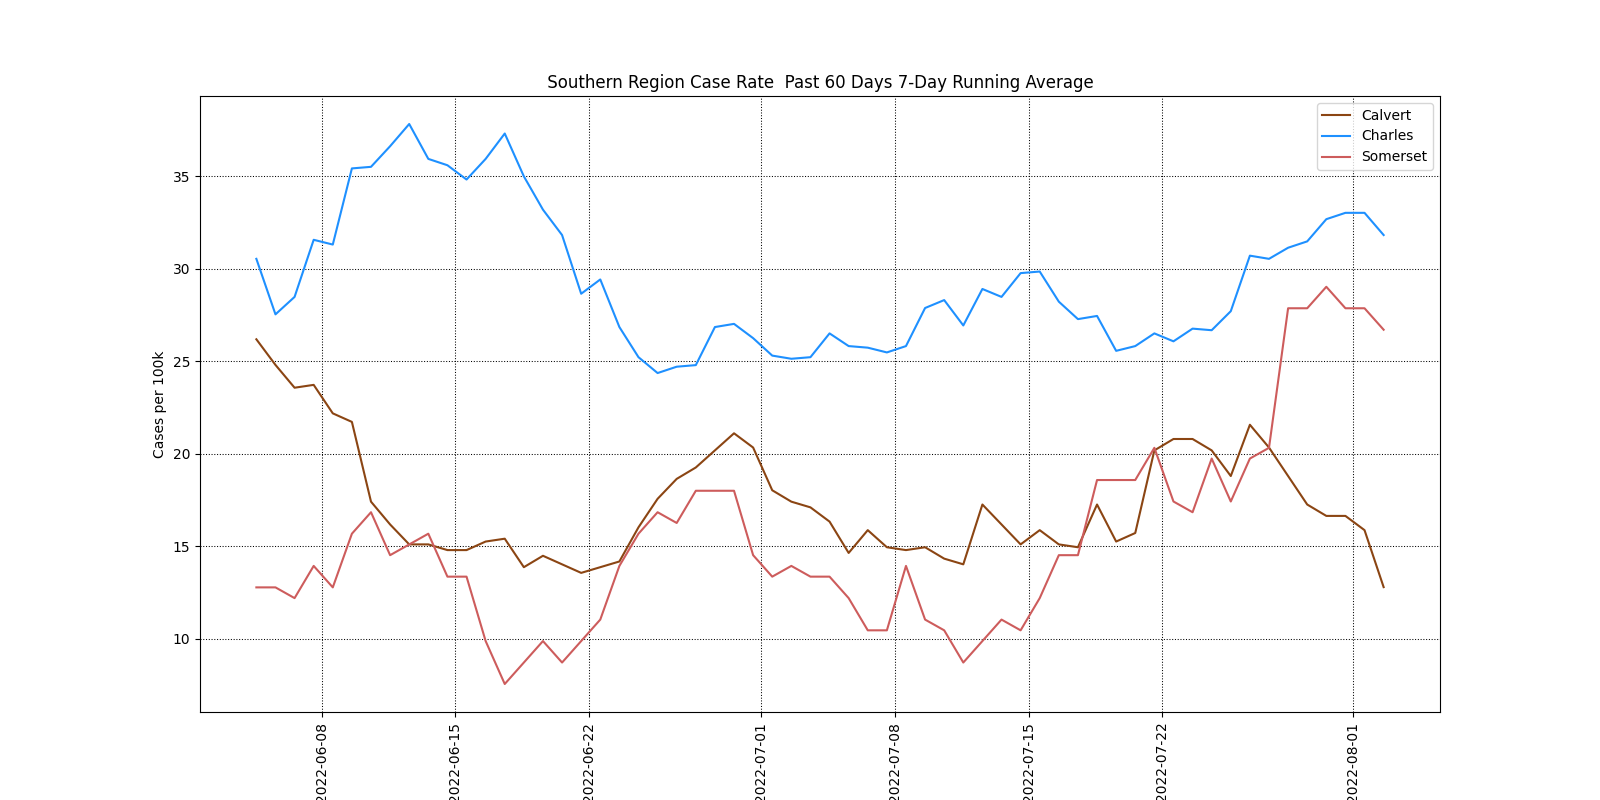 Southern Region Case Rate  Past 60 Days 7-Day Running Average
Calvert
Charles
Somerset
Cases per 100k
35
30
25
20
15
10
2022-06-08
2022-06-15
2022-06-22
2022-07-01
2022-07-08
2022-07-15
2022-07-22
2022-08-01